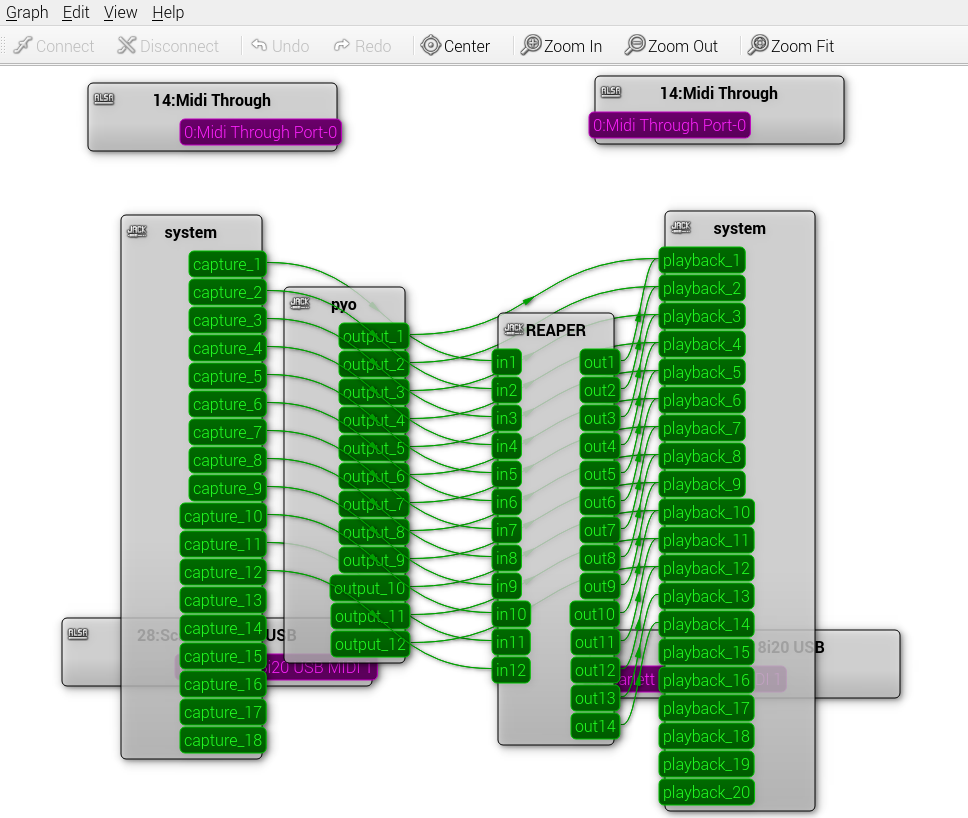 Graph Edit View Help
Connect Disconnect Undo Redo Center Zoom In Zoom Out Zoom Fit
ALSA 14:Midi Through
0:Midi Through Port-0
ALSA 14:Midi Through
0:Midi Through Port-0
JACK system
capture_1
capture_2
capture_3
capture_4
capture_5
capture_6
capture_7
capture_8
capture_9
capture_10
capture_11
capture_12
capture_13
capture_14
capture_15
capture_16
capture_17
capture_18
JACK pyo
output_1
output_2
output_3
output_4
output_5
output_6
output_7
output_8
output_9
output_10
output_11
output_12
JACK REAPER
in1 out1
in2 out2
in3 out3
in4 out4
in5 out5
in6 out6
in7 out7
in8 out8
in9 out9
in10 out10
in11 out11
in12 out12
out13
out14
JACK system
playback_1
playback_2
playback_3
playback_4
playback_5
playback_6
playback_7
playback_8
playback_9
playback_10
playback_11
playback_12
playback_13
playback_14
playback_15
playback_16
playback_17
playback_18
playback_19
playback_20
ALSA 28:Sc USB
8i20 USB MIDI 1
8i20 USB
arlett DI 1